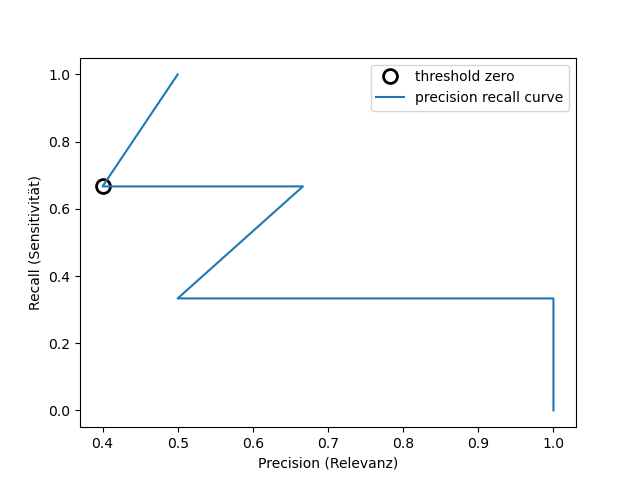 threshold zero
precision recall curve
1.0
0.8
0.6
0.4
0.2
0.0
Recall (Sensitivität)
0.4 0.5 0.6 0.7 0.8 0.9 1.0
Precision (Relevanz)